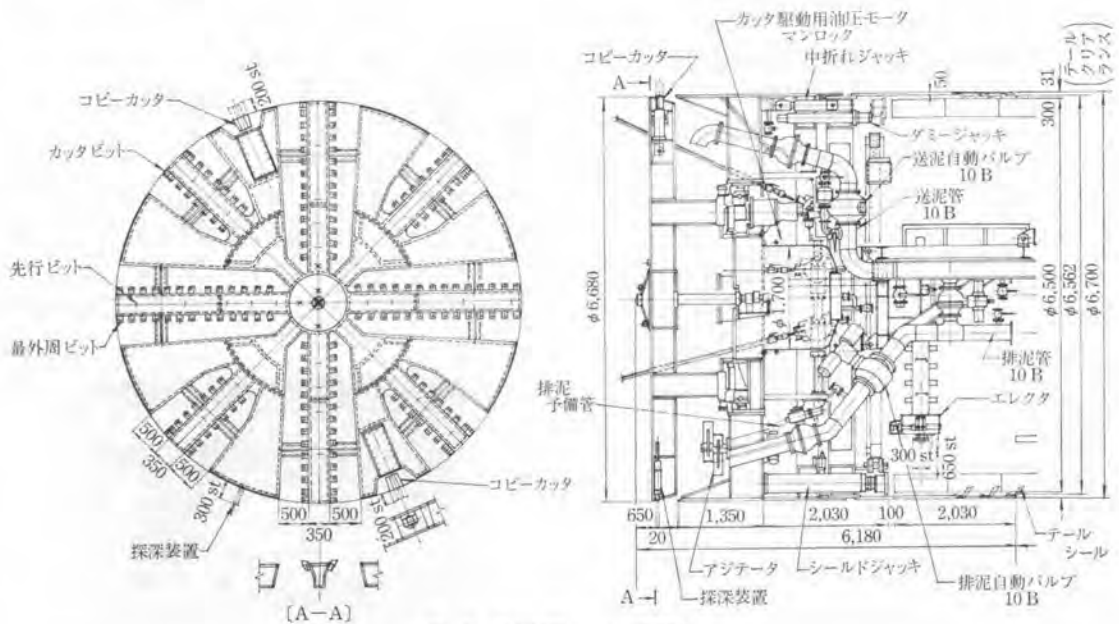 コピーカッター
200 st
カッタビット
先行ビット
最外周ビット
500
350
500
300 st
探深装置
500
500
350
200 st
コピーカッタ
[A—A]
カッタ駆動用油圧モータ
マンロック
コピーカッター
中折れジャッキ
A
50
31
(テールクリアランス)
300
ダミージャッキ
送泥自動バルブ
10 B
送泥管
10 B
φ6,680
φ1,700
φ6,500
φ6,562
φ6,700
排泥管
10 B
排泥
予備管
エレクタ
300 st
650 st
650
1,350
2,030
100
2,030
20
6,180
テール
シール
アジテータ
シールドジャッキ
排泥自動バルブ
10 B
A
探深装置